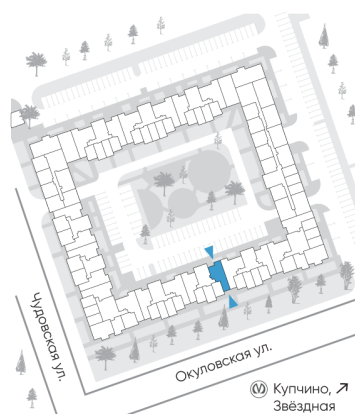 Чудовская ул.
Окуловская ул.
Купчино, ↗
Звёздная